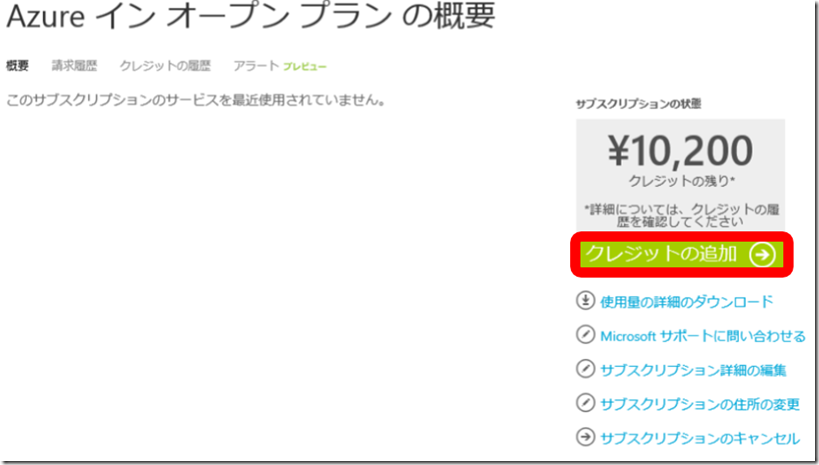 Azure イン オープン プラン の概要
概要 請求履歴 クレジットの履歴 アラート プレビュー
このサブスクリプションのサービスを最近使用されていません。
サブスクリプションの状態
¥10,200
クレジットの残り*
*詳細については、クレジットの履
歴を確認してください
クレジットの追加
使用量の詳細のダウンロード
Microsoft サポートに問い合わせる
サブスクリプション詳細の編集
サブスクリプションの住所の変更
サブスクリプションのキャンセル